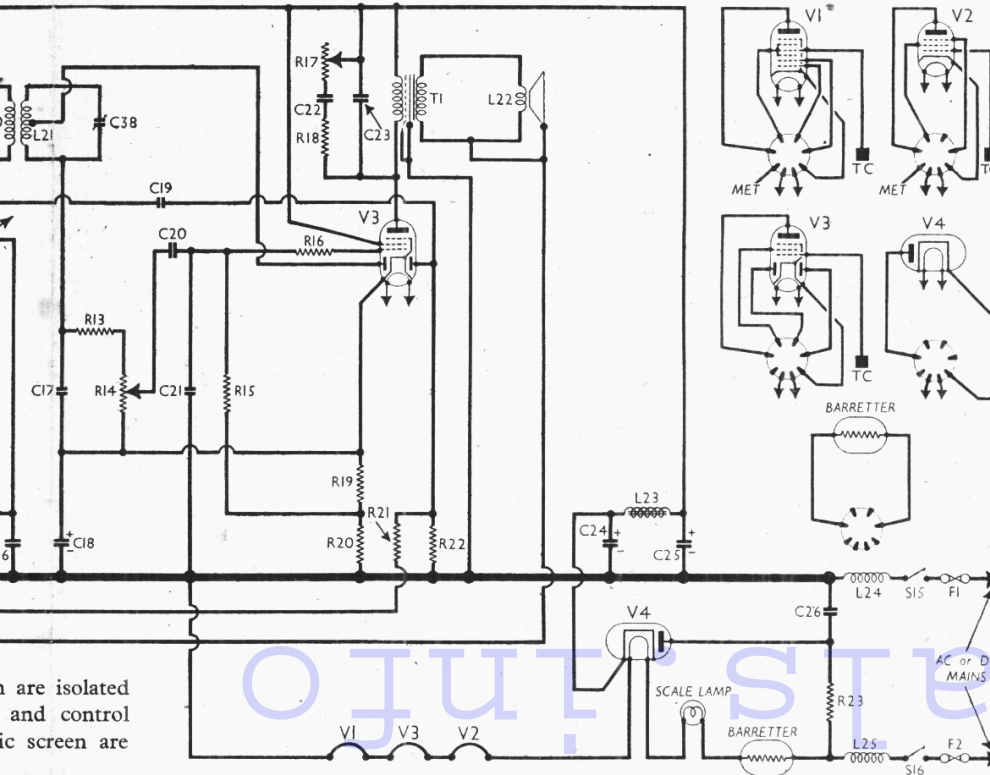 L21
C38
R17
C22
R18
C23
T1
L22
C19
V3
C20
R16
R13
C17
R14
C21
R15
R19
R21
R20
R22
C18
6
L23
C24
+
-
+
-
C25
+
-
C26
L24
S15
F1
V4
AC or D
MAINS
SCALE LAMP
R23
BARRETTER
L25
S16
F2
V1
V3
V2
V1*
MET
TC
V2
MET
V3
TC
V4
BARRETTER
n are isolated
and control
ic screen are